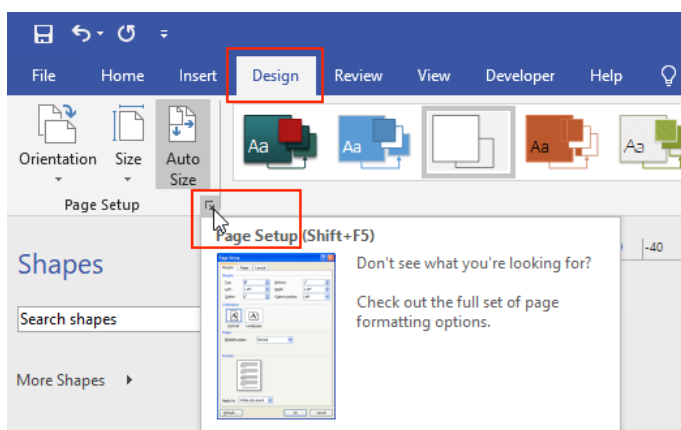 File Home Insert Design Review View Developer Help
Orientation Size Auto Size
Aa Aa Aa Aa
Page Setup
Page Setup (Shift+F5)
-40
Shapes
Don't see what you're looking for?
Search shapes
Check out the full set of page
formatting options.
More Shapes